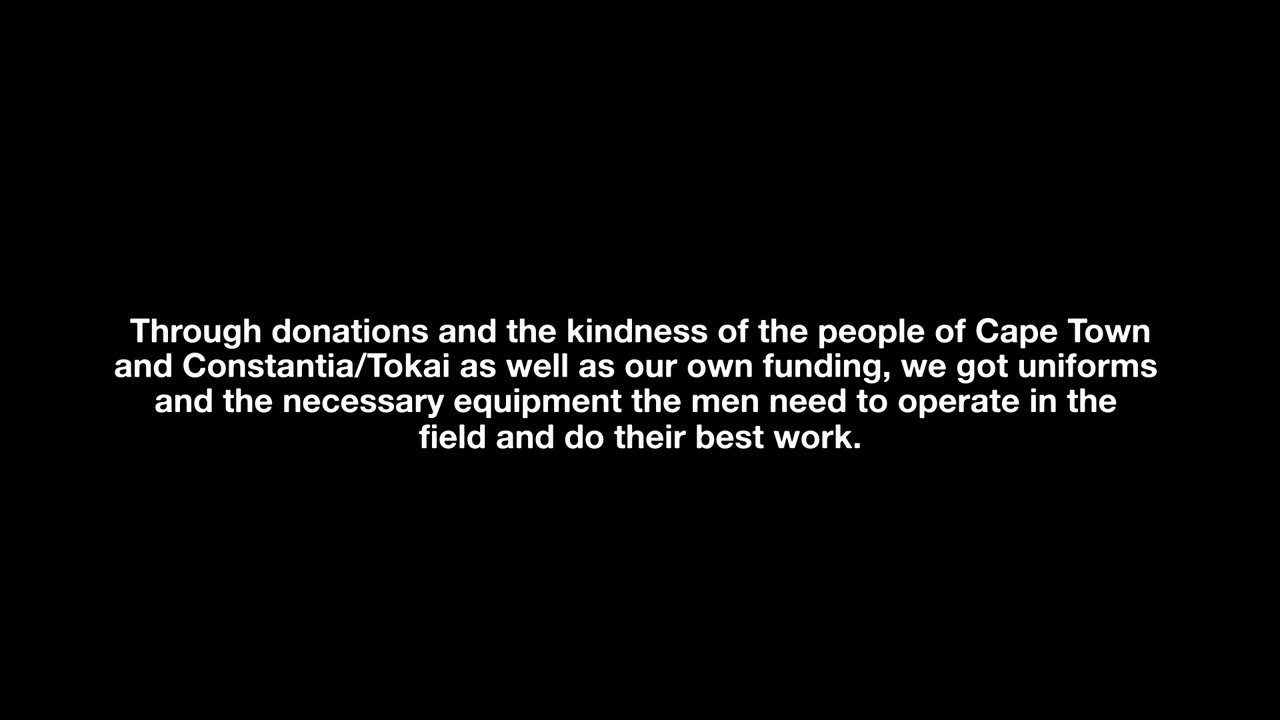 Through donations and the kindness of the people of Cape Town
and Constantia/Tokai as well as our own funding, we got uniforms
and the necessary equipment the men need to operate in the
field and do their best work.